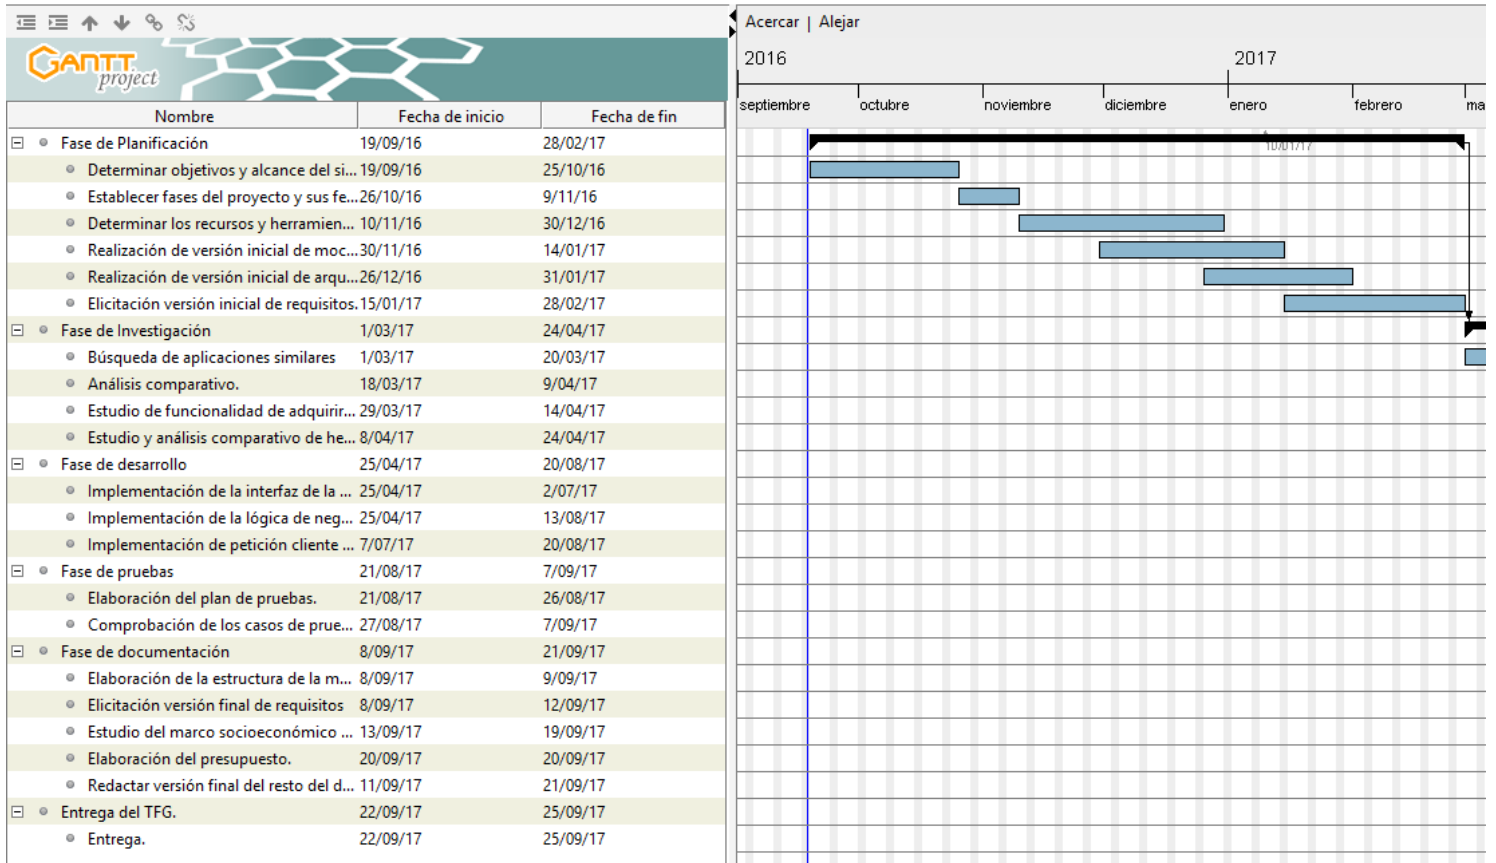 Acercar | Alejar
2016 2017
GANTT
project
septiembre octubre noviembre diciembre enero febrero ma
Nombre Fecha de inicio Fecha de fin
Fase de Planificación 19/09/16 28/02/17
10/01/17
Determinar objetivos y alcance del si... 19/09/16 25/10/16
Establecer fases del proyecto y sus fe... 26/10/16 9/11/16
Determinar los recursos y herramien... 10/11/16 30/12/16
Realización de versión inicial de moc... 30/11/16 14/01/17
Realización de versión inicial de arqu... 26/12/16 31/01/17
Elicitación versión inicial de requisitos. 15/01/17 28/02/17
Fase de Investigación 1/03/17 24/04/17
Búsqueda de aplicaciones similares 1/03/17 20/03/17
Análisis comparativo. 18/03/17 9/04/17
Estudio de funcionalidad de adquirir... 29/03/17 14/04/17
Estudio y análisis comparativo de he... 8/04/17 24/04/17
Fase de desarrollo 25/04/17 20/08/17
Implementación de la interfaz de la ... 25/04/17 2/07/17
Implementación de la lógica de neg... 25/04/17 13/08/17
Implementación de petición cliente ... 7/07/17 20/08/17
Fase de pruebas 21/08/17 7/09/17
Elaboración del plan de pruebas. 21/08/17 26/08/17
Comprobación de los casos de prue... 27/08/17 7/09/17
Fase de documentación 8/09/17 21/09/17
Elaboración de la estructura de la m... 8/09/17 9/09/17
Elicitación versión final de requisitos 8/09/17 12/09/17
Estudio del marco socioeconómico ... 13/09/17 19/09/17
Elaboración del presupuesto. 20/09/17 20/09/17
Redactar versión final del resto del d... 11/09/17 21/09/17
Entrega del TFG. 22/09/17 25/09/17
Entrega. 22/09/17 25/09/17